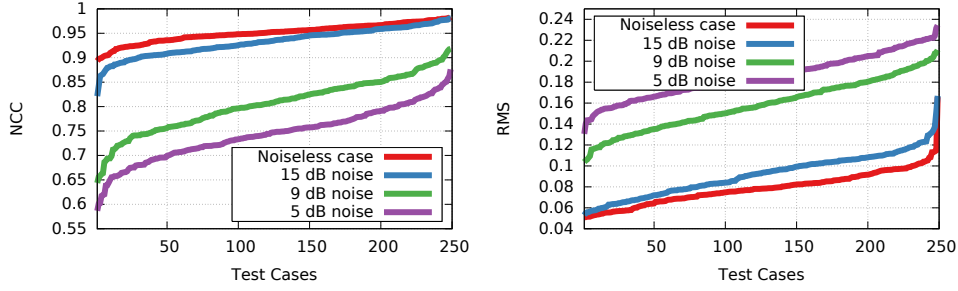 1
0.95
0.9
0.85
0.8
0.75
0.7
0.65
0.6
0.55
NCC
50
100
150
200
250
Test Cases
Noiseless case
15 dB noise
9 dB noise
5 dB noise
0.24
0.22
0.2
0.18
0.16
0.14
0.12
0.1
0.08
0.06
0.04
RMS
50
100
150
200
250
Test Cases
Noiseless case
15 dB noise
9 dB noise
5 dB noise